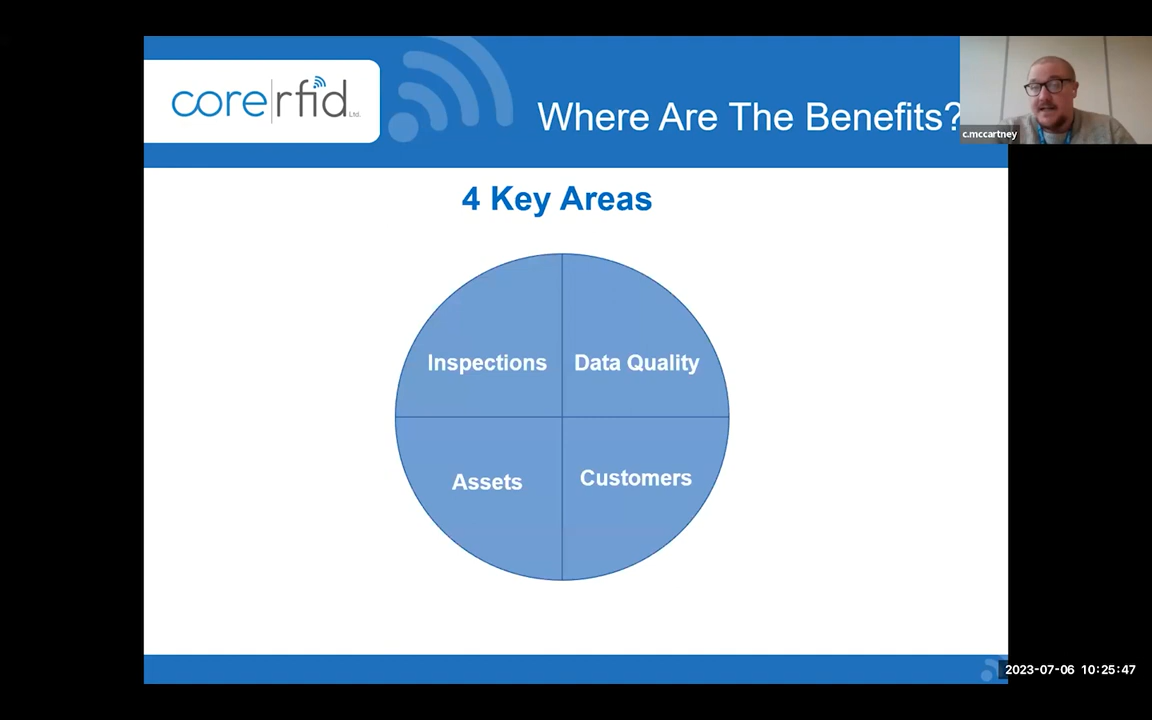 core|rfid Ltd.
Where Are The Benefits?
c.mccartney
4 Key Areas
Inspections
Data Quality
Assets
Customers
2023-07-06 10:25:47